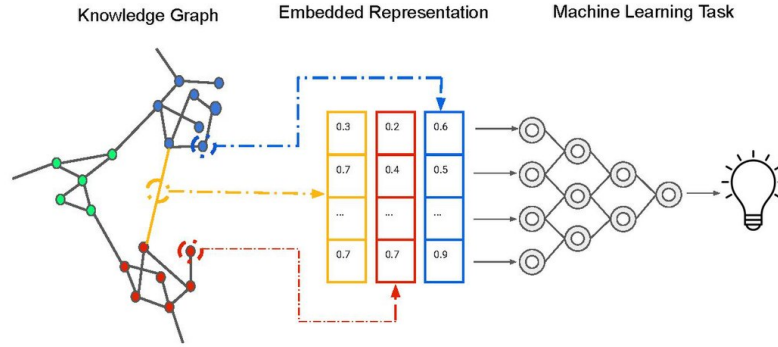 Knowledge Graph
Embedded Representation
Machine Learning Task
0.3 0.2 0.6
0.7 0.4 0.5
... ... ...
0.7 0.7 0.9